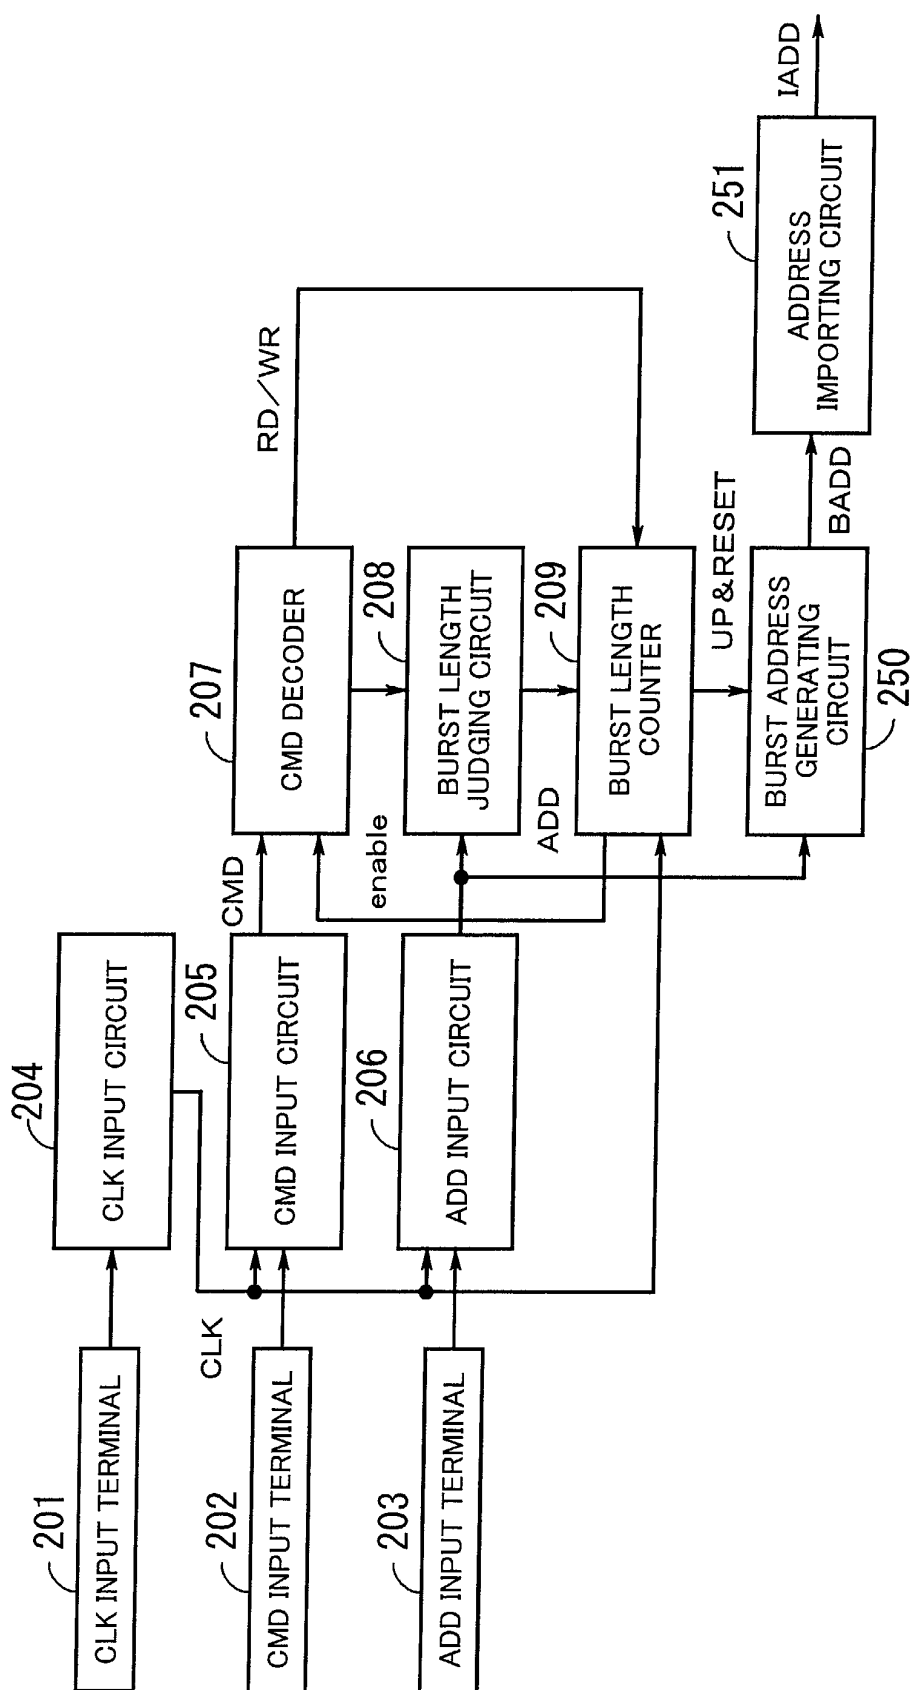 201
CLK INPUT TERMINAL
202
CMD INPUT TERMINAL
203
ADD INPUT TERMINAL
204
CLK INPUT CIRCUIT
CLK
205
CMD INPUT CIRCUIT
206
ADD INPUT CIRCUIT
CMD
enable
ADD
207
CMD DECODER
208
BURST LENGTH
JUDGING CIRCUIT
209
BURST LENGTH
COUNTER
RD/WR
UP&RESET
BURST ADDRESS
GENERATING
CIRCUIT
250
BADD
251
ADDRESS
IMPORTING CIRCUIT
IADD